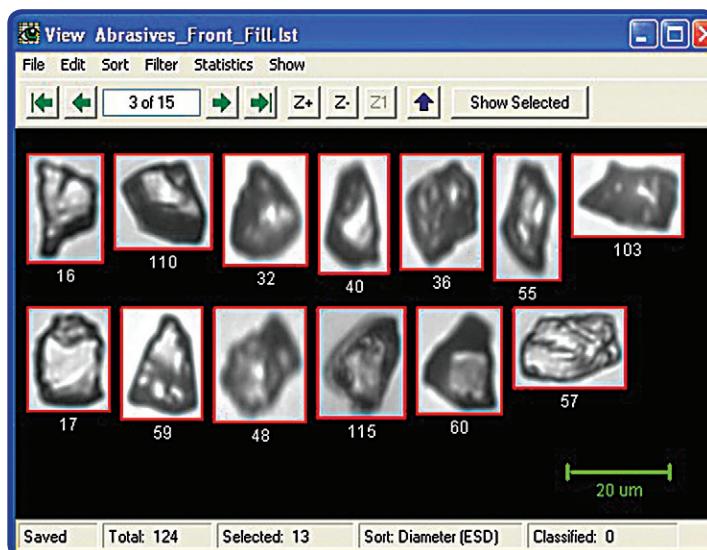 View Abrasives_Front_Fill.lst
File Edit Sort Filter Statistics Show
3 of 15 Z+ Z- Z1 Show Selected
16 110 32 40 36 55 103
17 59 48 115 60 57
20 um
Saved Total: 124 Selected: 13 Sort: Diameter (ESD) Classified: 0